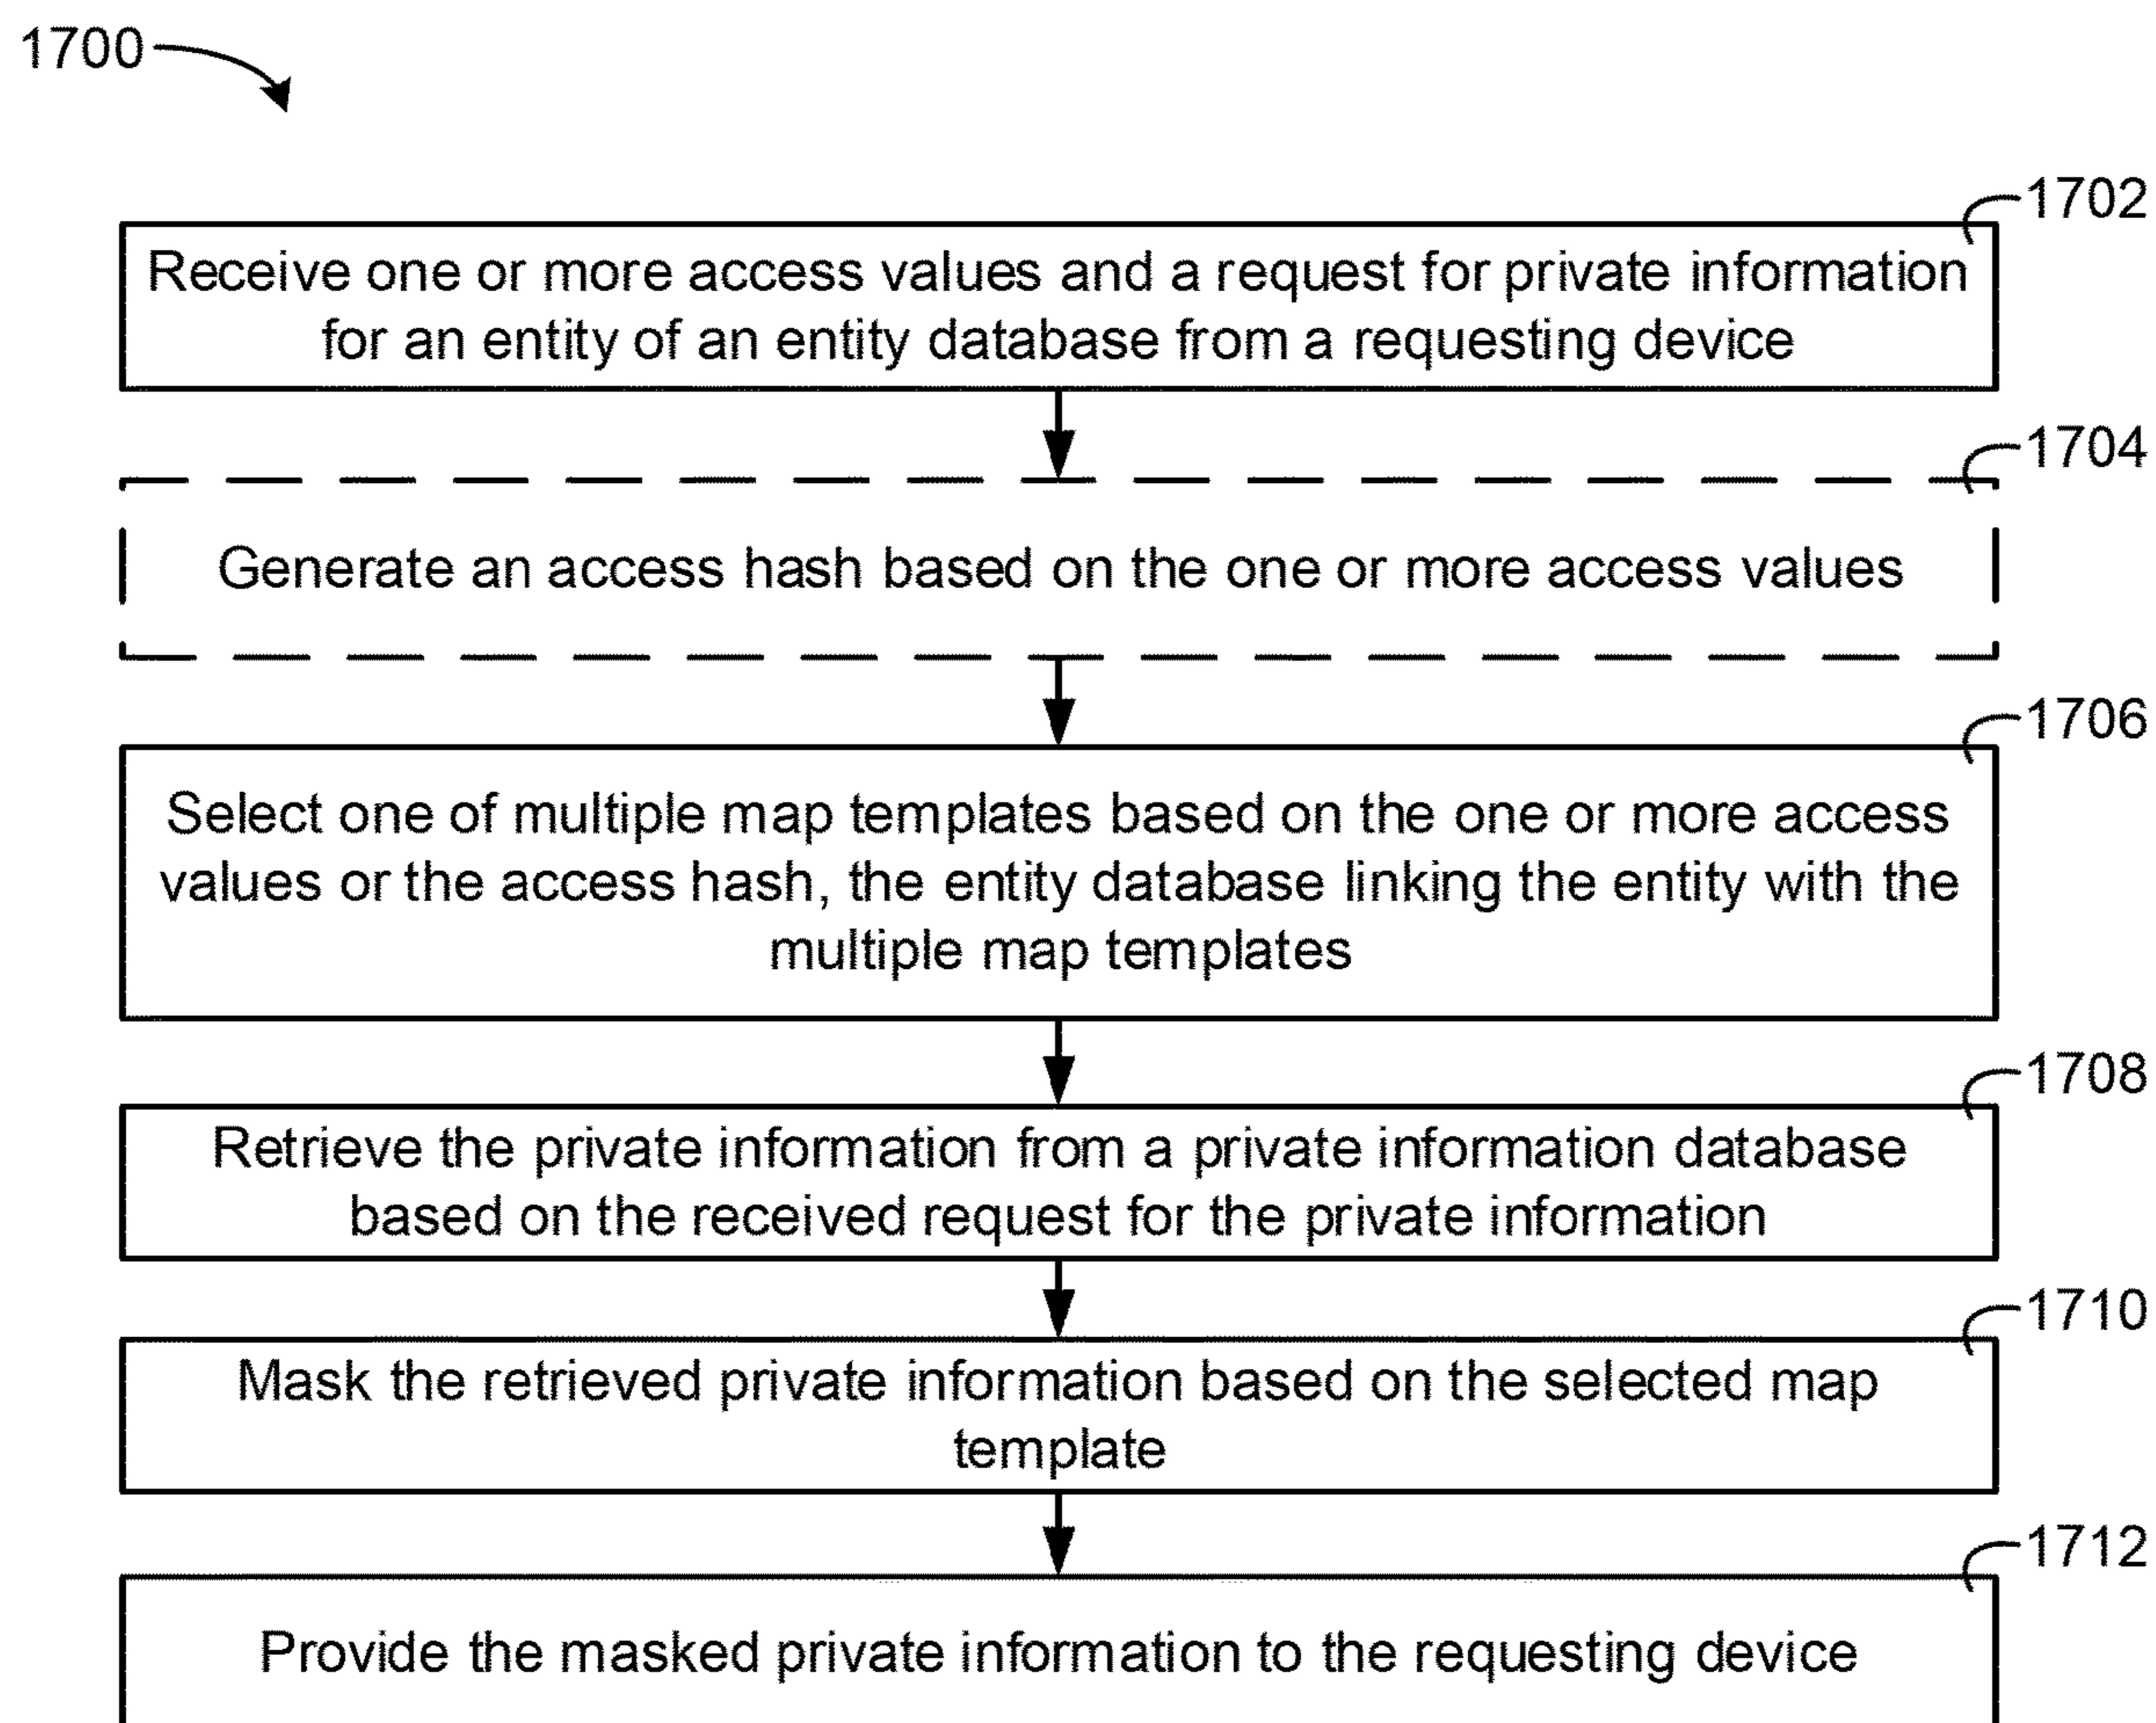 1700
1702
Receive one or more access values and a request for private information
for an entity of an entity database from a requesting device
1704
Generate an access hash based on the one or more access values
1706
Select one of multiple map templates based on the one or more access
values or the access hash, the entity database linking the entity with the
multiple map templates
1708
Retrieve the private information from a private information database
based on the received request for the private information
1710
Mask the retrieved private information based on the selected map
template
1712
Provide the masked private information to the requesting device